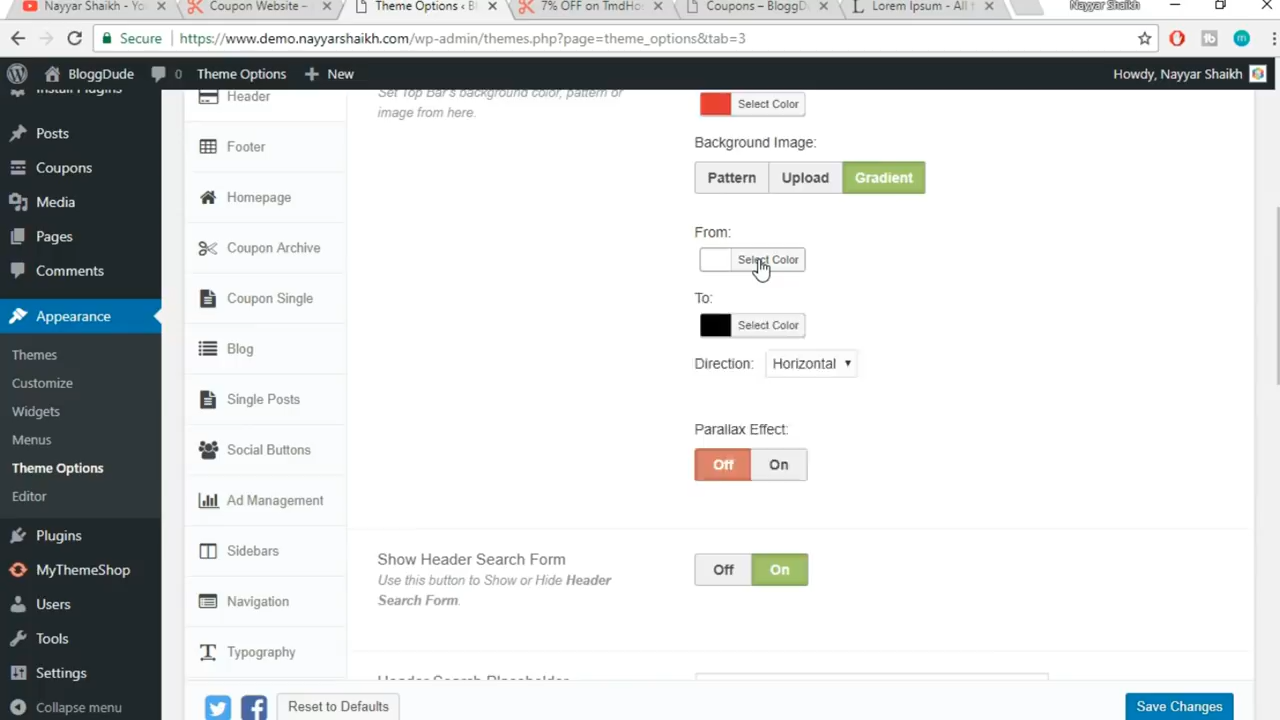 Nayyar Shaikh - Yo
Coupon Website -
Theme Options ‹ Bl
7% OFF on TmdHo
Coupons – BloggDu
Lorem Ipsum - All t
Nayyar Shaikh
Secure
https://www.demo.nayyarshaikh.com/wp-admin/themes.php?page=theme_options&tab=3
BloggDude
0
Theme Options
New
Howdy, Nayyar Shaikh
Install Plugins
Posts
Coupons
Media
Pages
Comments
Appearance
Themes
Customize
Widgets
Menus
Theme Options
Editor
Plugins
MyThemeShop
Users
Tools
Settings
Collapse menu
Header
Footer
Homepage
Coupon Archive
Coupon Single
Blog
Single Posts
Social Buttons
Ad Management
Sidebars
Navigation
Typography
Set Top Bar's background color, pattern or
image from here.
Select Color
Background Image:
Pattern Upload Gradient
From:
Select Color
To:
Select Color
Direction: Horizontal
Parallax Effect:
Off On
Show Header Search Form
Use this button to Show or Hide Header
Search Form.
Off On
Header Search Placeholder
Reset to Defaults
Save Changes